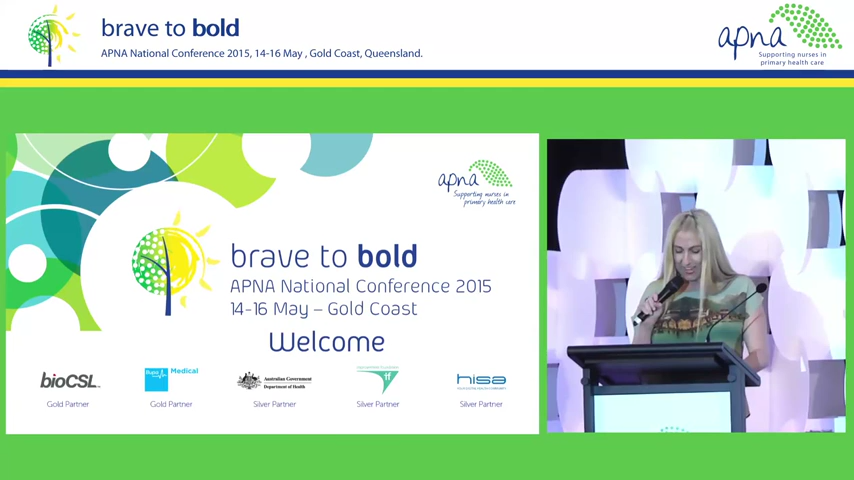 brave to bold
APNA National Conference 2015, 14-16 May , Gold Coast, Queensland.
apna
Supporting nurses in
primary health care
apna
Supporting nurses in
primary health care
brave to bold
APNA National Conference 2015
14-16 May – Gold Coast
Welcome
bioCSL
Gold Partner
Bupa Medical
Gold Partner
Australian Government
Department of Health
Silver Partner
Silver Partner
hisa
Silver Partner